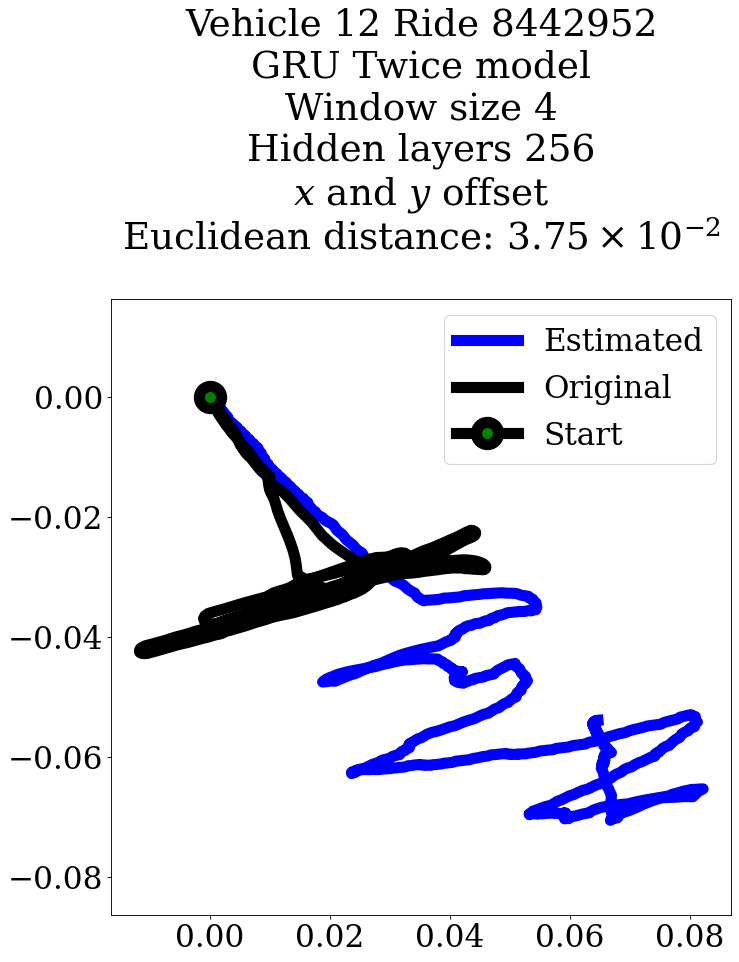 Vehicle 12 Ride 8442952
GRU Twice model
Window size 4
Hidden layers 256
x and y offset
Euclidean distance: 3.75 × 10⁻²
Estimated
Original
Start
0.00
−0.02
−0.04
−0.06
−0.08
0.00 0.02 0.04 0.06 0.08